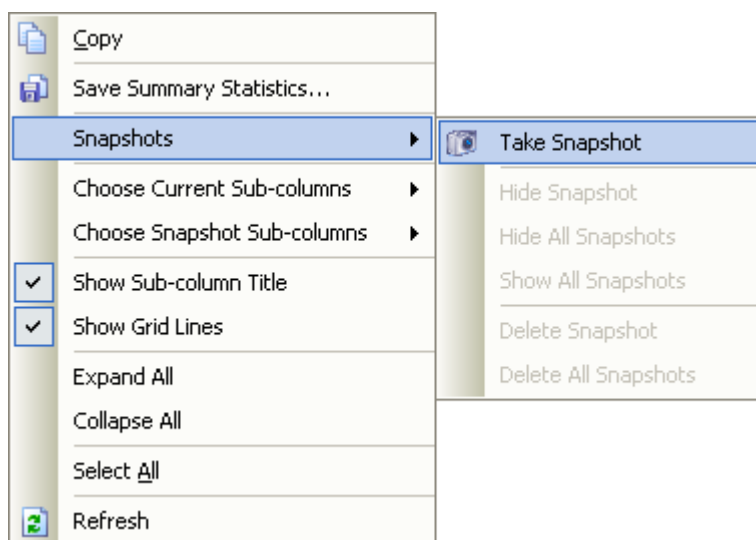 Copy
Save Summary Statistics...
Snapshots
Take Snapshot
Hide Snapshot
Choose Current Sub-columns
Choose Snapshot Sub-columns
Hide All Snapshots
Show Sub-column Title
Show All Snapshots
Show Grid Lines
Delete Snapshot
Expand All
Delete All Snapshots
Collapse All
Select All
Refresh